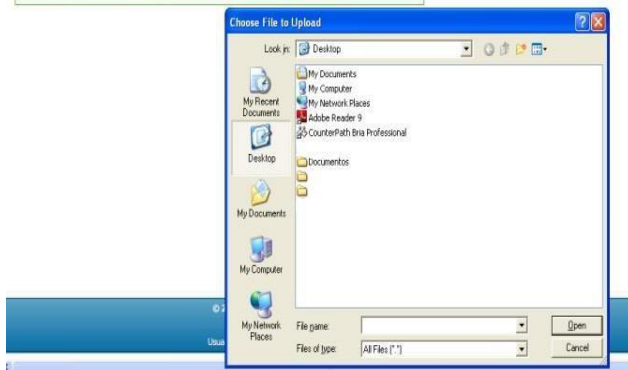 Choose File to Upload
Look in: Desktop
My Recent Documents
Desktop
My Documents
My Computer
My Network Places
My Documents
My Computer
My Network Places
Adobe Reader 9
CounterPath Bria Professional
Documentos
File name:
Open
Files of type: All Files (*.*)
Cancel
©
Usua